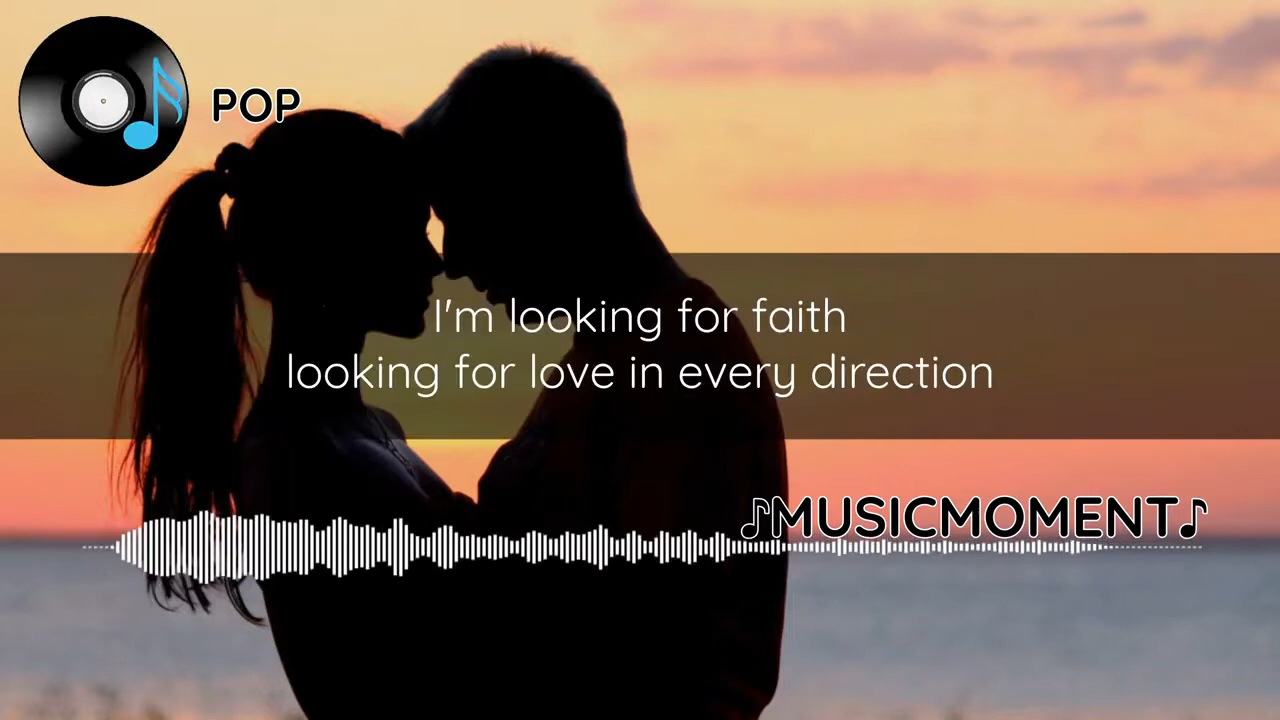 POP
I'm looking for faith
looking for love in every direction
♪MUSICMOMENT♪